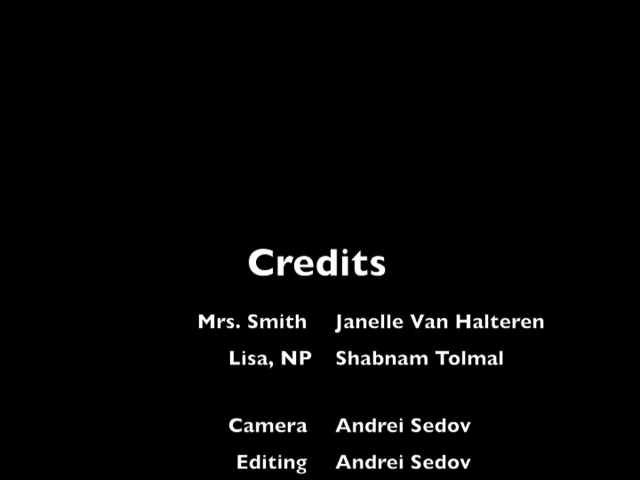 Credits
Mrs. Smith Janelle Van Halteren
Lisa, NP Shabnam Tolmal
Camera Andrei Sedov
Editing Andrei Sedov